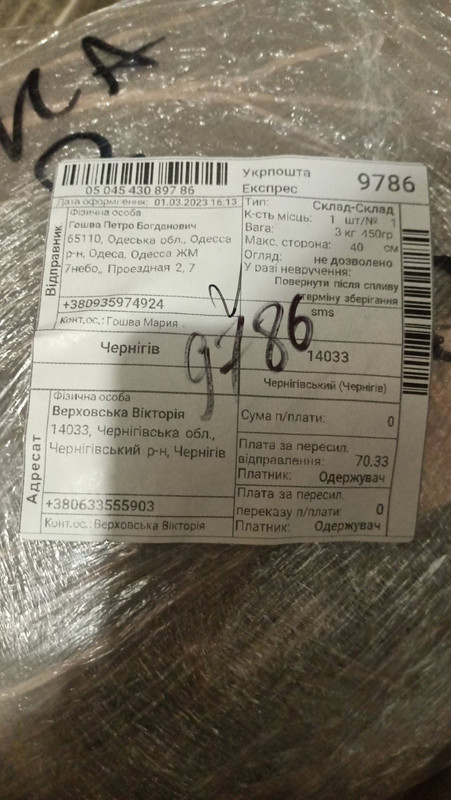 05 045 430 897 86
Укрпошта
Експрес
9786
Дата оформлення: 01.03.2023 16:13
Відправник
Фізична особа
Гошва Петро Богданович
65110, Одеська обл., Одесса
р-н, Одеса, Одесса ЖМ
7небо,, Проездная 2, 7
+380935974924
Конт.ос.: Гошва Мария
Тип: Склад-Склад
К-сть місць: 1 шт/№ 1
Вага: 3 кг 450гр
Макс. сторона: 40 см
Огляд: не дозволено
У разі невручення:
Повернути після спливу
терміну зберігання
sms
Чернігів
14033
Чернігівський (Чернігів)
9786
Адресат
Фізична особа
Верховська Вікторія
14033, Чернігівська обл.,
Чернігівський р-н, Чернігів
+380633555903
Конт.ос.: Верховська Вікторія
Сума п/плати: 0
Плата за пересил.
відправлення: 70.33
Платник: Одержувач
Плата за пересил.
переказу п/плати: 0
Платник: Одержувач